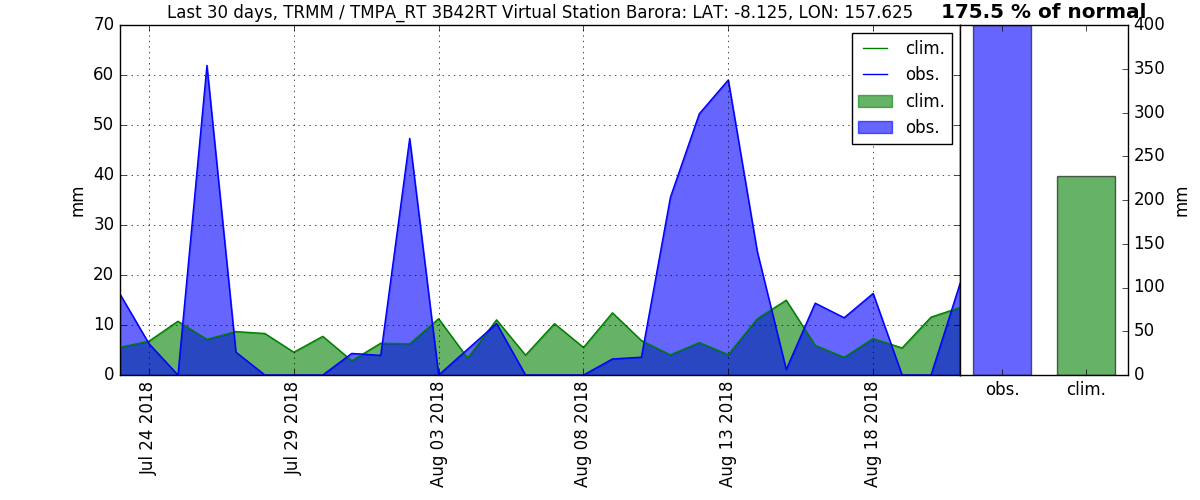 Last 30 days, TRMM / TMPA_RT 3B42RT Virtual Station Barora: LAT: -8.125, LON: 157.625
175.5 % of normal
70
60
50
40
30
20
10
0
mm
clim.
obs.
clim.
obs.
400
350
300
250
200
150
100
50
0
mm
Jul 24 2018
Jul 29 2018
Aug 03 2018
Aug 08 2018
Aug 13 2018
Aug 18 2018
obs.
clim.